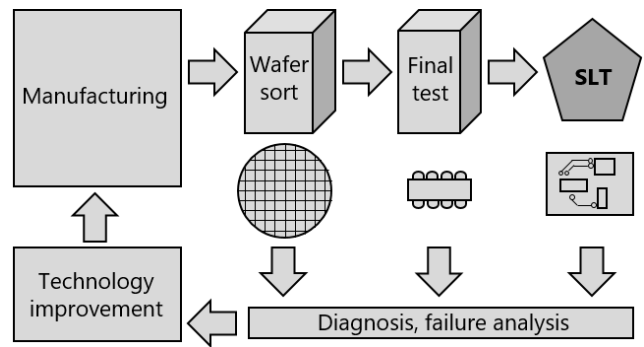 Manufacturing
Wafer
sort
Final
test
SLT
Technology
improvement
Diagnosis, failure analysis